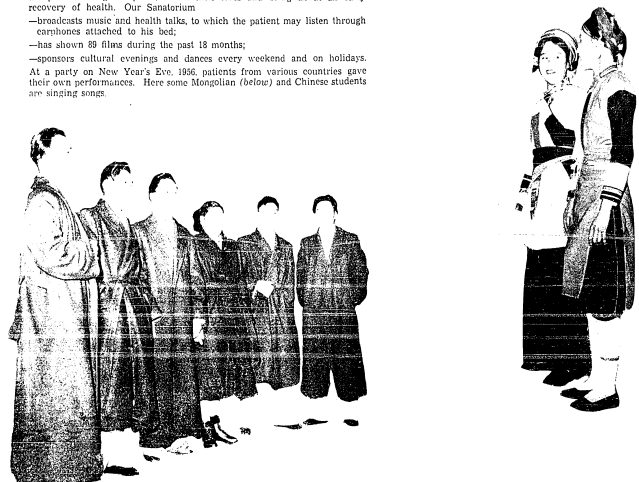 recovery of health. Our Sanatorium
—broadcasts music and health talks, to which the patient may listen through
earphones attached to his bed;
—has shown 89 films during the past 18 months;
—sponsors cultural evenings and dances every weekend and on holidays.
At a party on New Year's Eve, 1956, patients from various countries gave
their own performances. Here some Mongolian (below) and Chinese students
are singing songs.